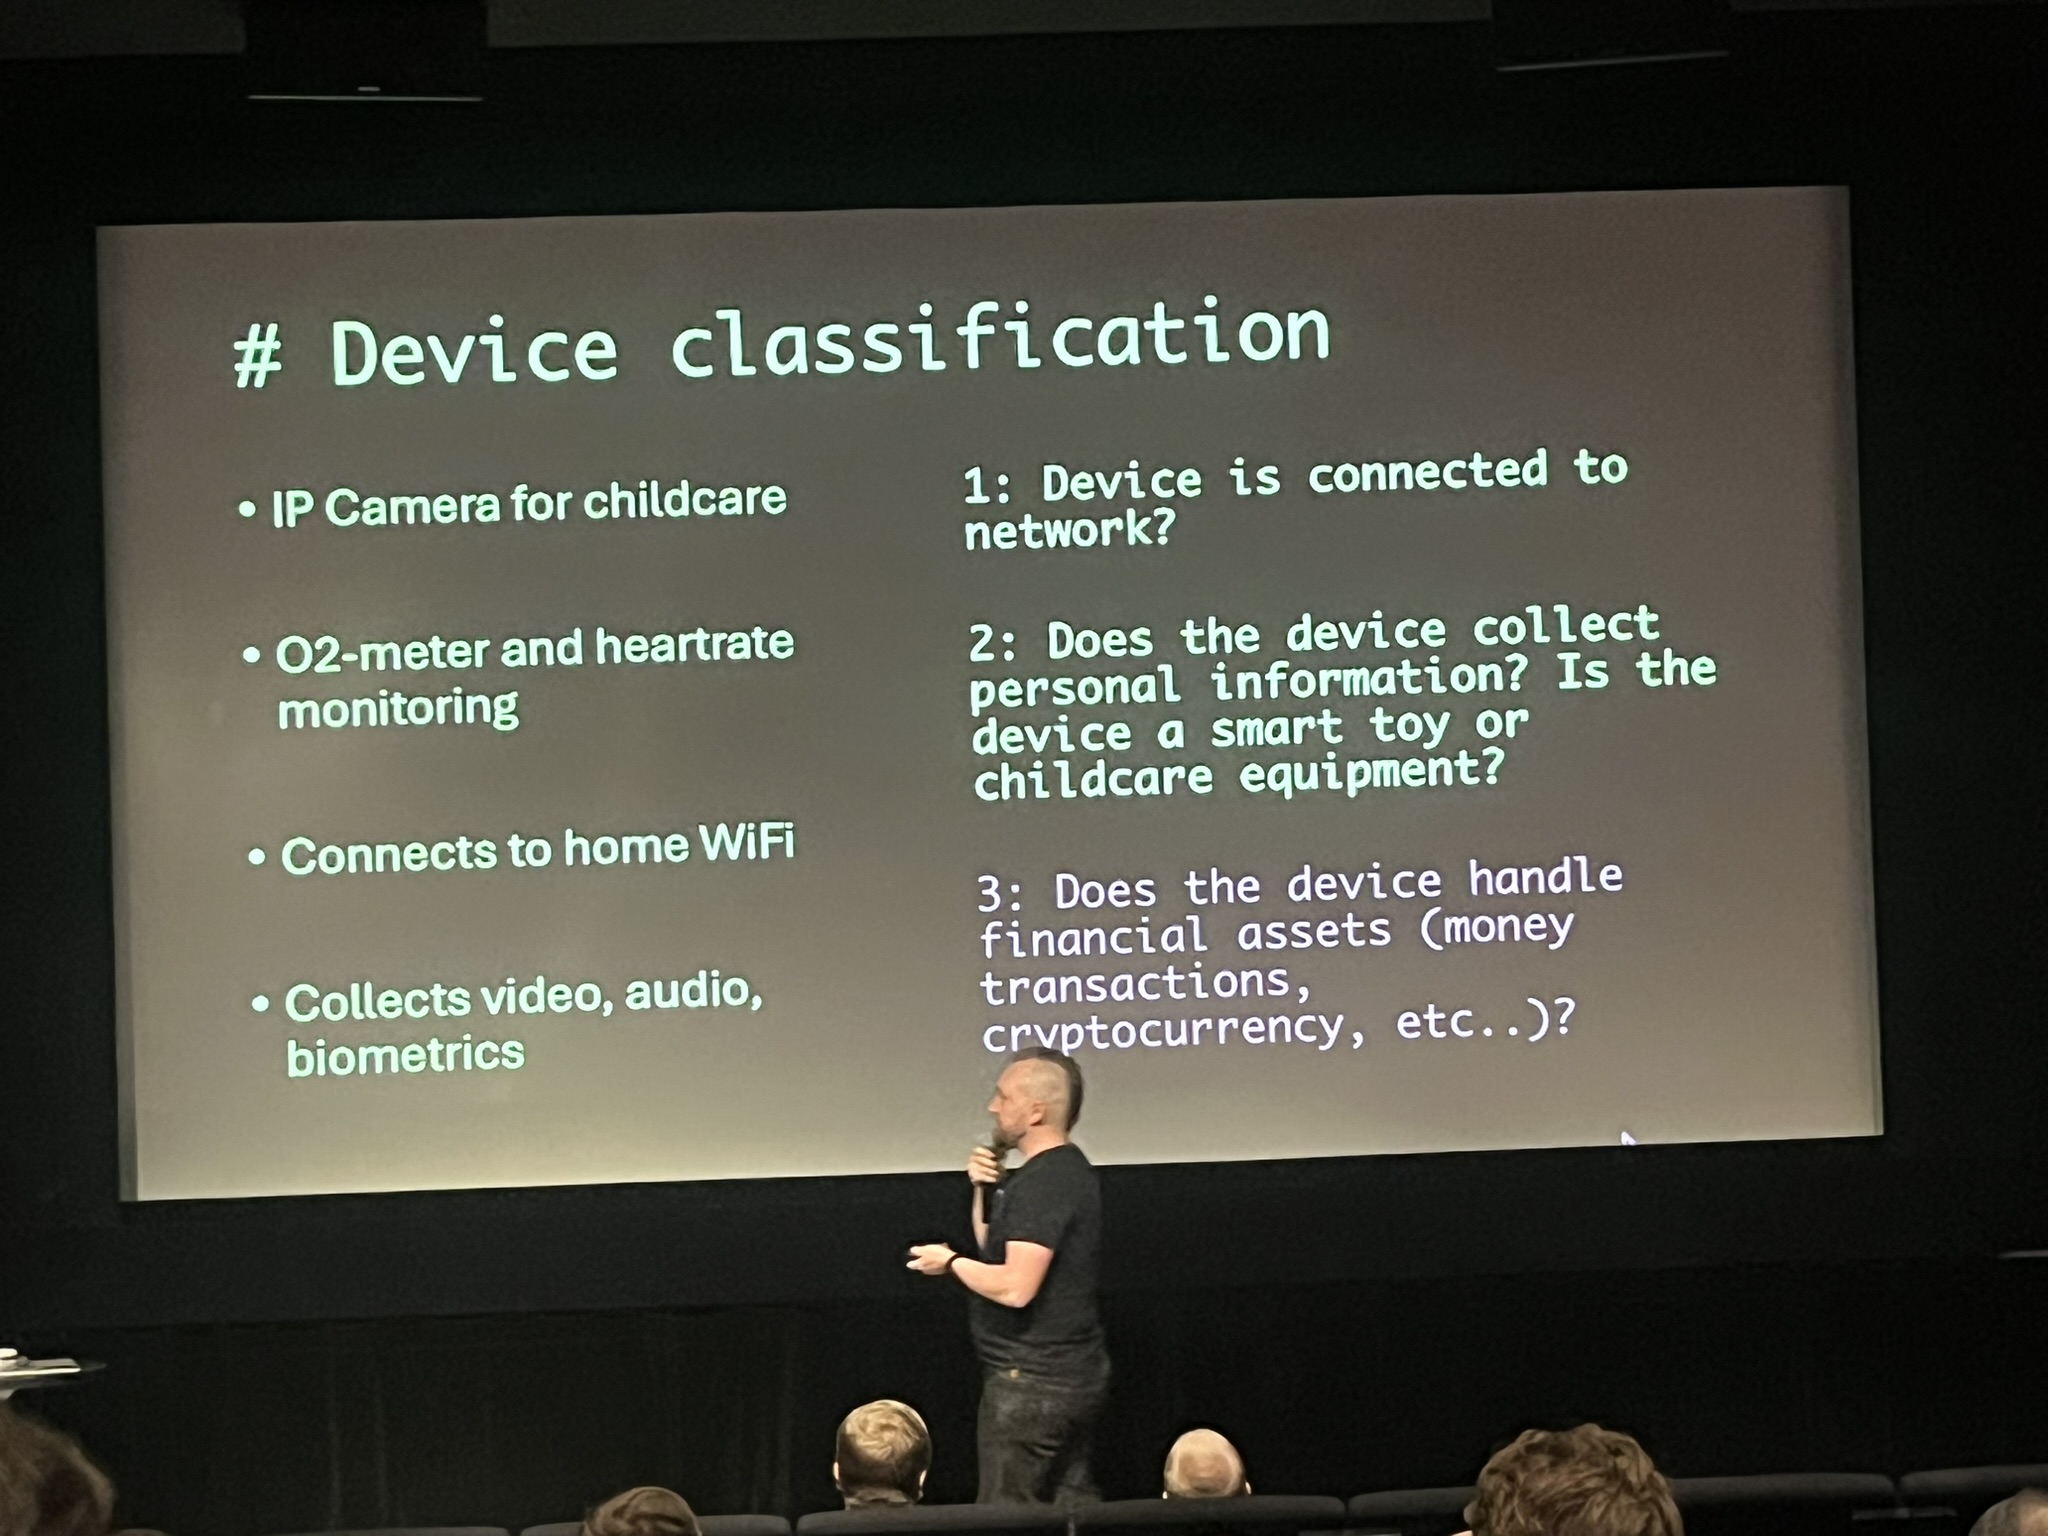 # Device classification
• IP Camera for childcare
• O2-meter and heartrate
monitoring
• Connects to home WiFi
• Collects video, audio,
biometrics
1: Device is connected to
network?
2: Does the device collect
personal information? Is the
device a smart toy or
childcare equipment?
3: Does the device handle
financial assets (money
transactions,
cryptocurrency, etc..)?